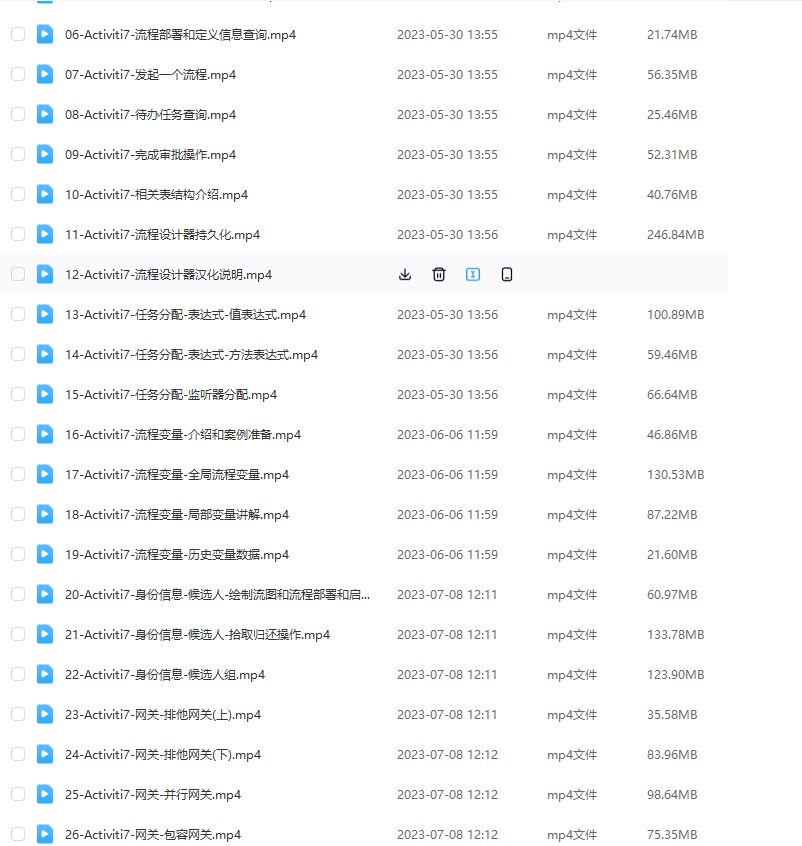 06-Activiti7-流程部署和定义信息查询.mp4 2023-05-30 13:55 mp4文件 21.74MB
07-Activiti7-发起一个流程.mp4 2023-05-30 13:55 mp4文件 56.35MB
08-Activiti7-待办任务查询.mp4 2023-05-30 13:55 mp4文件 25.46MB
09-Activiti7-完成审批操作.mp4 2023-05-30 13:55 mp4文件 52.31MB
10-Activiti7-相关表结构介绍.mp4 2023-05-30 13:55 mp4文件 40.76MB
11-Activiti7-流程设计器持久化.mp4 2023-05-30 13:56 mp4文件 246.84MB
12-Activiti7-流程设计器汉化说明.mp4
13-Activiti7-任务分配-表达式-值表达式.mp4 2023-05-30 13:56 mp4文件 100.89MB
14-Activiti7-任务分配-表达式-方法表达式.mp4 2023-05-30 13:56 mp4文件 59.46MB
15-Activiti7-任务分配-监听器分配.mp4 2023-05-30 13:56 mp4文件 66.64MB
16-Activiti7-流程变量-介绍和案例准备.mp4 2023-06-06 11:59 mp4文件 46.86MB
17-Activiti7-流程变量-全局流程变量.mp4 2023-06-06 11:59 mp4文件 130.53MB
18-Activiti7-流程变量-局部变量讲解.mp4 2023-06-06 11:59 mp4文件 87.22MB
19-Activiti7-流程变量-历史变量数据.mp4 2023-06-06 11:59 mp4文件 21.60MB
20-Activiti7-身份信息-候选人-绘制流图和流程部署和启... 2023-07-08 12:11 mp4文件 60.97MB
21-Activiti7-身份信息-候选人-拾取归还操作.mp4 2023-07-08 12:11 mp4文件 133.78MB
22-Activiti7-身份信息-候选人组.mp4 2023-07-08 12:11 mp4文件 123.90MB
23-Activiti7-网关-排他网关(上).mp4 2023-07-08 12:11 mp4文件 35.58MB
24-Activiti7-网关-排他网关(下).mp4 2023-07-08 12:12 mp4文件 83.96MB
25-Activiti7-网关-并行网关.mp4 2023-07-08 12:12 mp4文件 98.64MB
26-Activiti7-网关-包容网关.mp4 2023-07-08 12:12 mp4文件 75.35MB